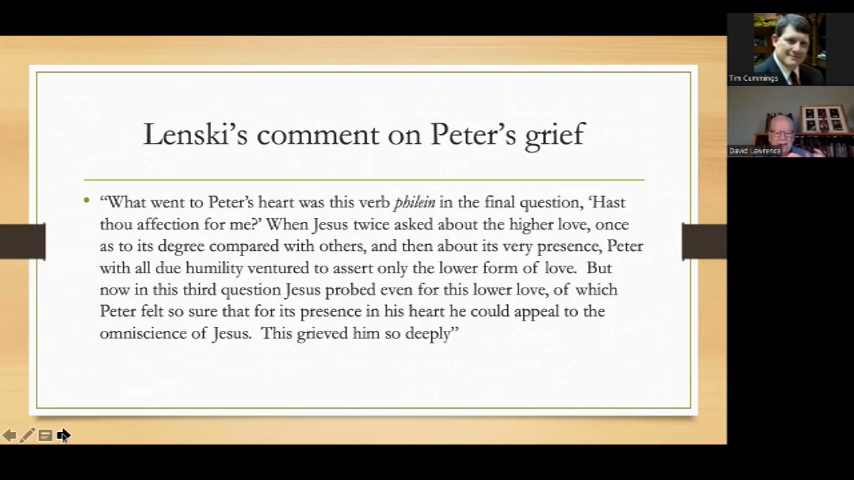 Lenski's comment on Peter's grief
• "What went to Peter's heart was this verb philein in the final question, 'Hast
thou affection for me?' When Jesus twice asked about the higher love, once
as to its degree compared with others, and then about its very presence, Peter
with all due humility ventured to assert only the lower form of love.  But
now in this third question Jesus probed even for this lower love, of which
Peter felt so sure that for its presence in his heart he could appeal to the
omniscience of Jesus.  This grieved him so deeply"
Tim Cummings
David Lawrence